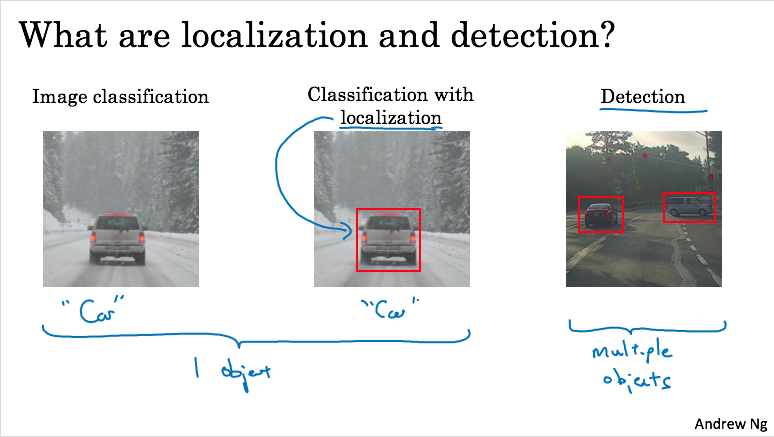 What are localization and detection?
Image classification
Classification with
localization
Detection
"Car"
"Car"
1 object
multiple
objects
Andrew Ng